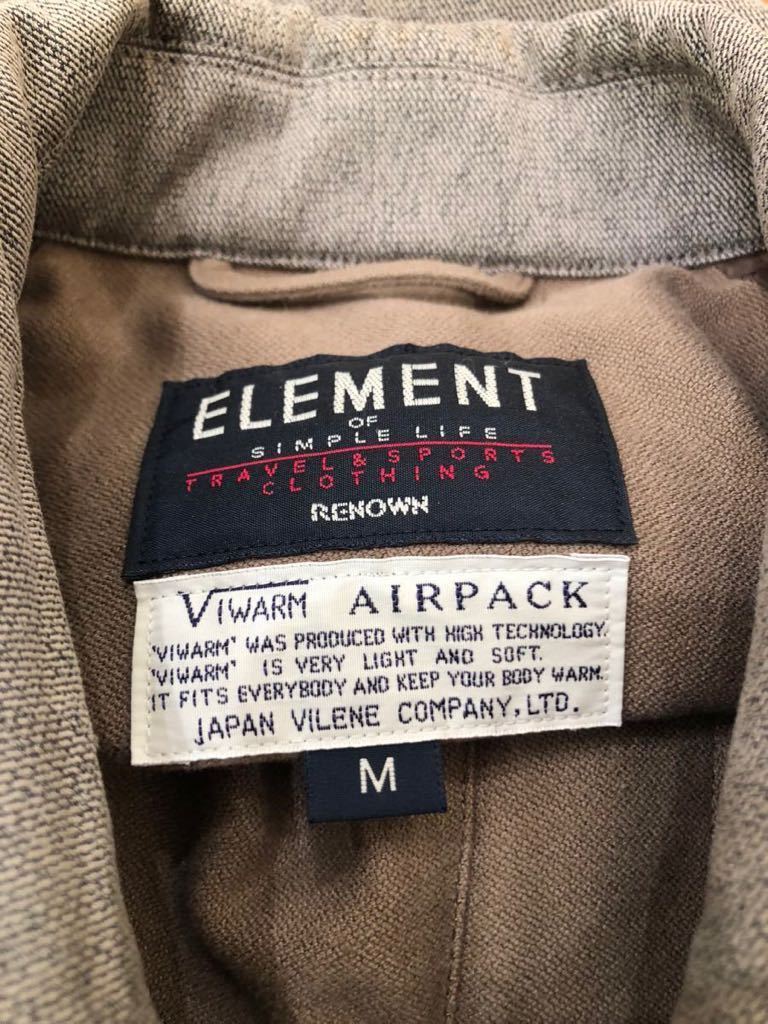 ELEMENT
OF
SIMPLE LIFE
TRAVEL & SPORTS
CLOTHING
RENOWN
VIWARM AIRPACK
"VIWARM" WAS PRODUCED WITH HIGH TECHNOLOGY.
"VIWARM" IS VERY LIGHT AND SOFT.
IT FITS EVERYBODY AND KEEP YOUR BODY WARM.
JAPAN VILENE COMPANY, LTD.
M